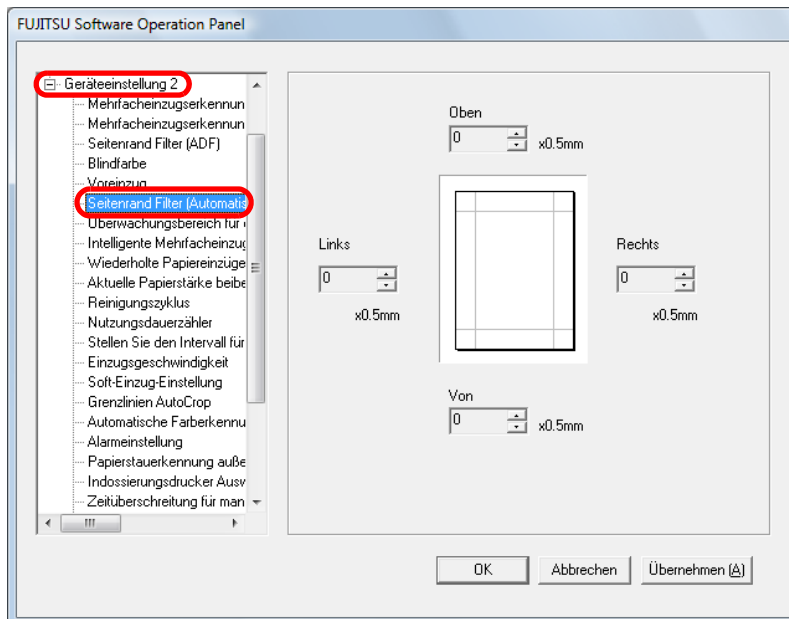 FUJITSU Software Operation Panel
Geräteeinstellung 2
Mehrfacheinzugserkennun
Mehrfacheinzugserkennun
Seitenrand Filter (ADF)
Blindfarbe
Voreinzug
Seitenrand Filter (Automatis
Überwachungsbereich für
Intelligente Mehrfacheinzug
Wiederholte Papiereinzüge
Aktuelle Papierstärke beibe
Reinigungszyklus
Nutzungsdauerzähler
Stellen Sie den Intervall für
Einzugsgeschwindigkeit
Soft-Einzug-Einstellung
Grenzlinien AutoCrop
Automatische Farberkennu
Alarmeinstellung
Papierstauerkennung auße
Indossierungsdrucker Ausw
Zeitüberschreitung für man
Oben
0 x0.5mm
Links
0
x0.5mm
Rechts
0
x0.5mm
Von
0 x0.5mm
OK Abbrechen Übernehmen (A)